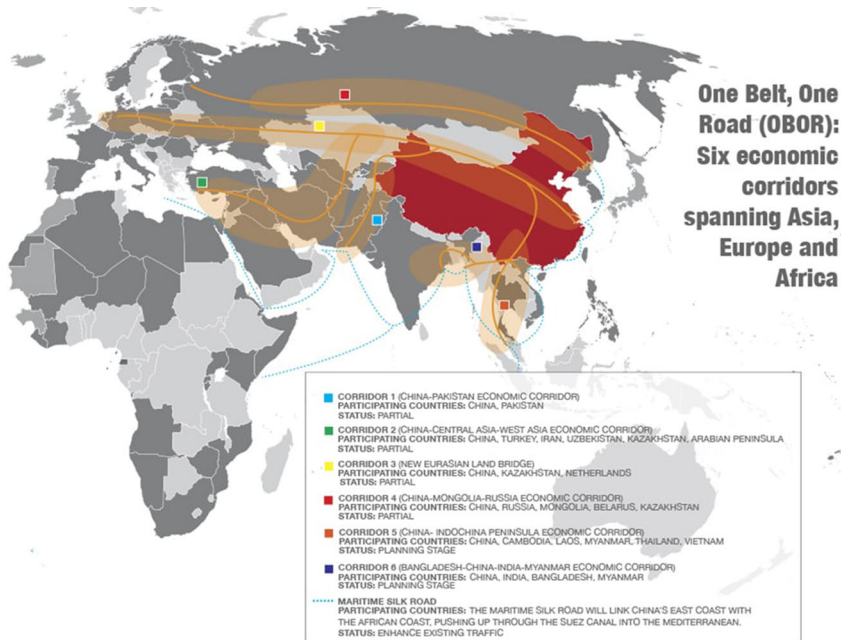 One Belt, One
Road (OBOR):
Six economic
corridors
spanning Asia,
Europe and
Africa
CORRIDOR 1 (CHINA-PAKISTAN ECONOMIC CORRIDOR)
PARTICIPATING COUNTRIES: CHINA, PAKISTAN
STATUS: PARTIAL
CORRIDOR 2 (CHINA-CENTRAL ASIA-WEST ASIA ECONOMIC CORRIDOR)
PARTICIPATING COUNTRIES: CHINA, TURKEY, IRAN, UZBEKISTAN, KAZAKHSTAN, ARABIAN PENINSULA
STATUS: PARTIAL
CORRIDOR 3 (NEW EURASIAN LAND BRIDGE)
PARTICIPATING COUNTRIES: CHINA, KAZAKHSTAN, NETHERLANDS
STATUS: PARTIAL
CORRIDOR 4 (CHINA-MONGOLIA-RUSSIA ECONOMIC CORRIDOR)
PARTICIPATING COUNTRIES: CHINA, RUSSIA, MONGOLIA, BELARUS, KAZAKHSTAN
STATUS: PARTIAL
CORRIDOR 5 (CHINA- INDOCHINA PENINSULA ECONOMIC CORRIDOR)
PARTICIPATING COUNTRIES: CHINA, CAMBODIA, LAOS, MYANMAR, THAILAND, VIETNAM
STATUS: PLANNING STAGE
CORRIDOR 6 (BANGLADESH-CHINA-INDIA-MYANMAR ECONOMIC CORRIDOR)
PARTICIPATING COUNTRIES: CHINA, INDIA, BANGLADESH, MYANMAR
STATUS: PLANNING STAGE
MARITIME SILK ROAD
PARTICIPATING COUNTRIES: THE MARITIME SILK ROAD WILL LINK CHINA'S EAST COAST WITH
THE AFRICAN COAST, PUSHING UP THROUGH THE SUEZ CANAL INTO THE MEDITERRANEAN.
STATUS: ENHANCE EXISTING TRAFFIC